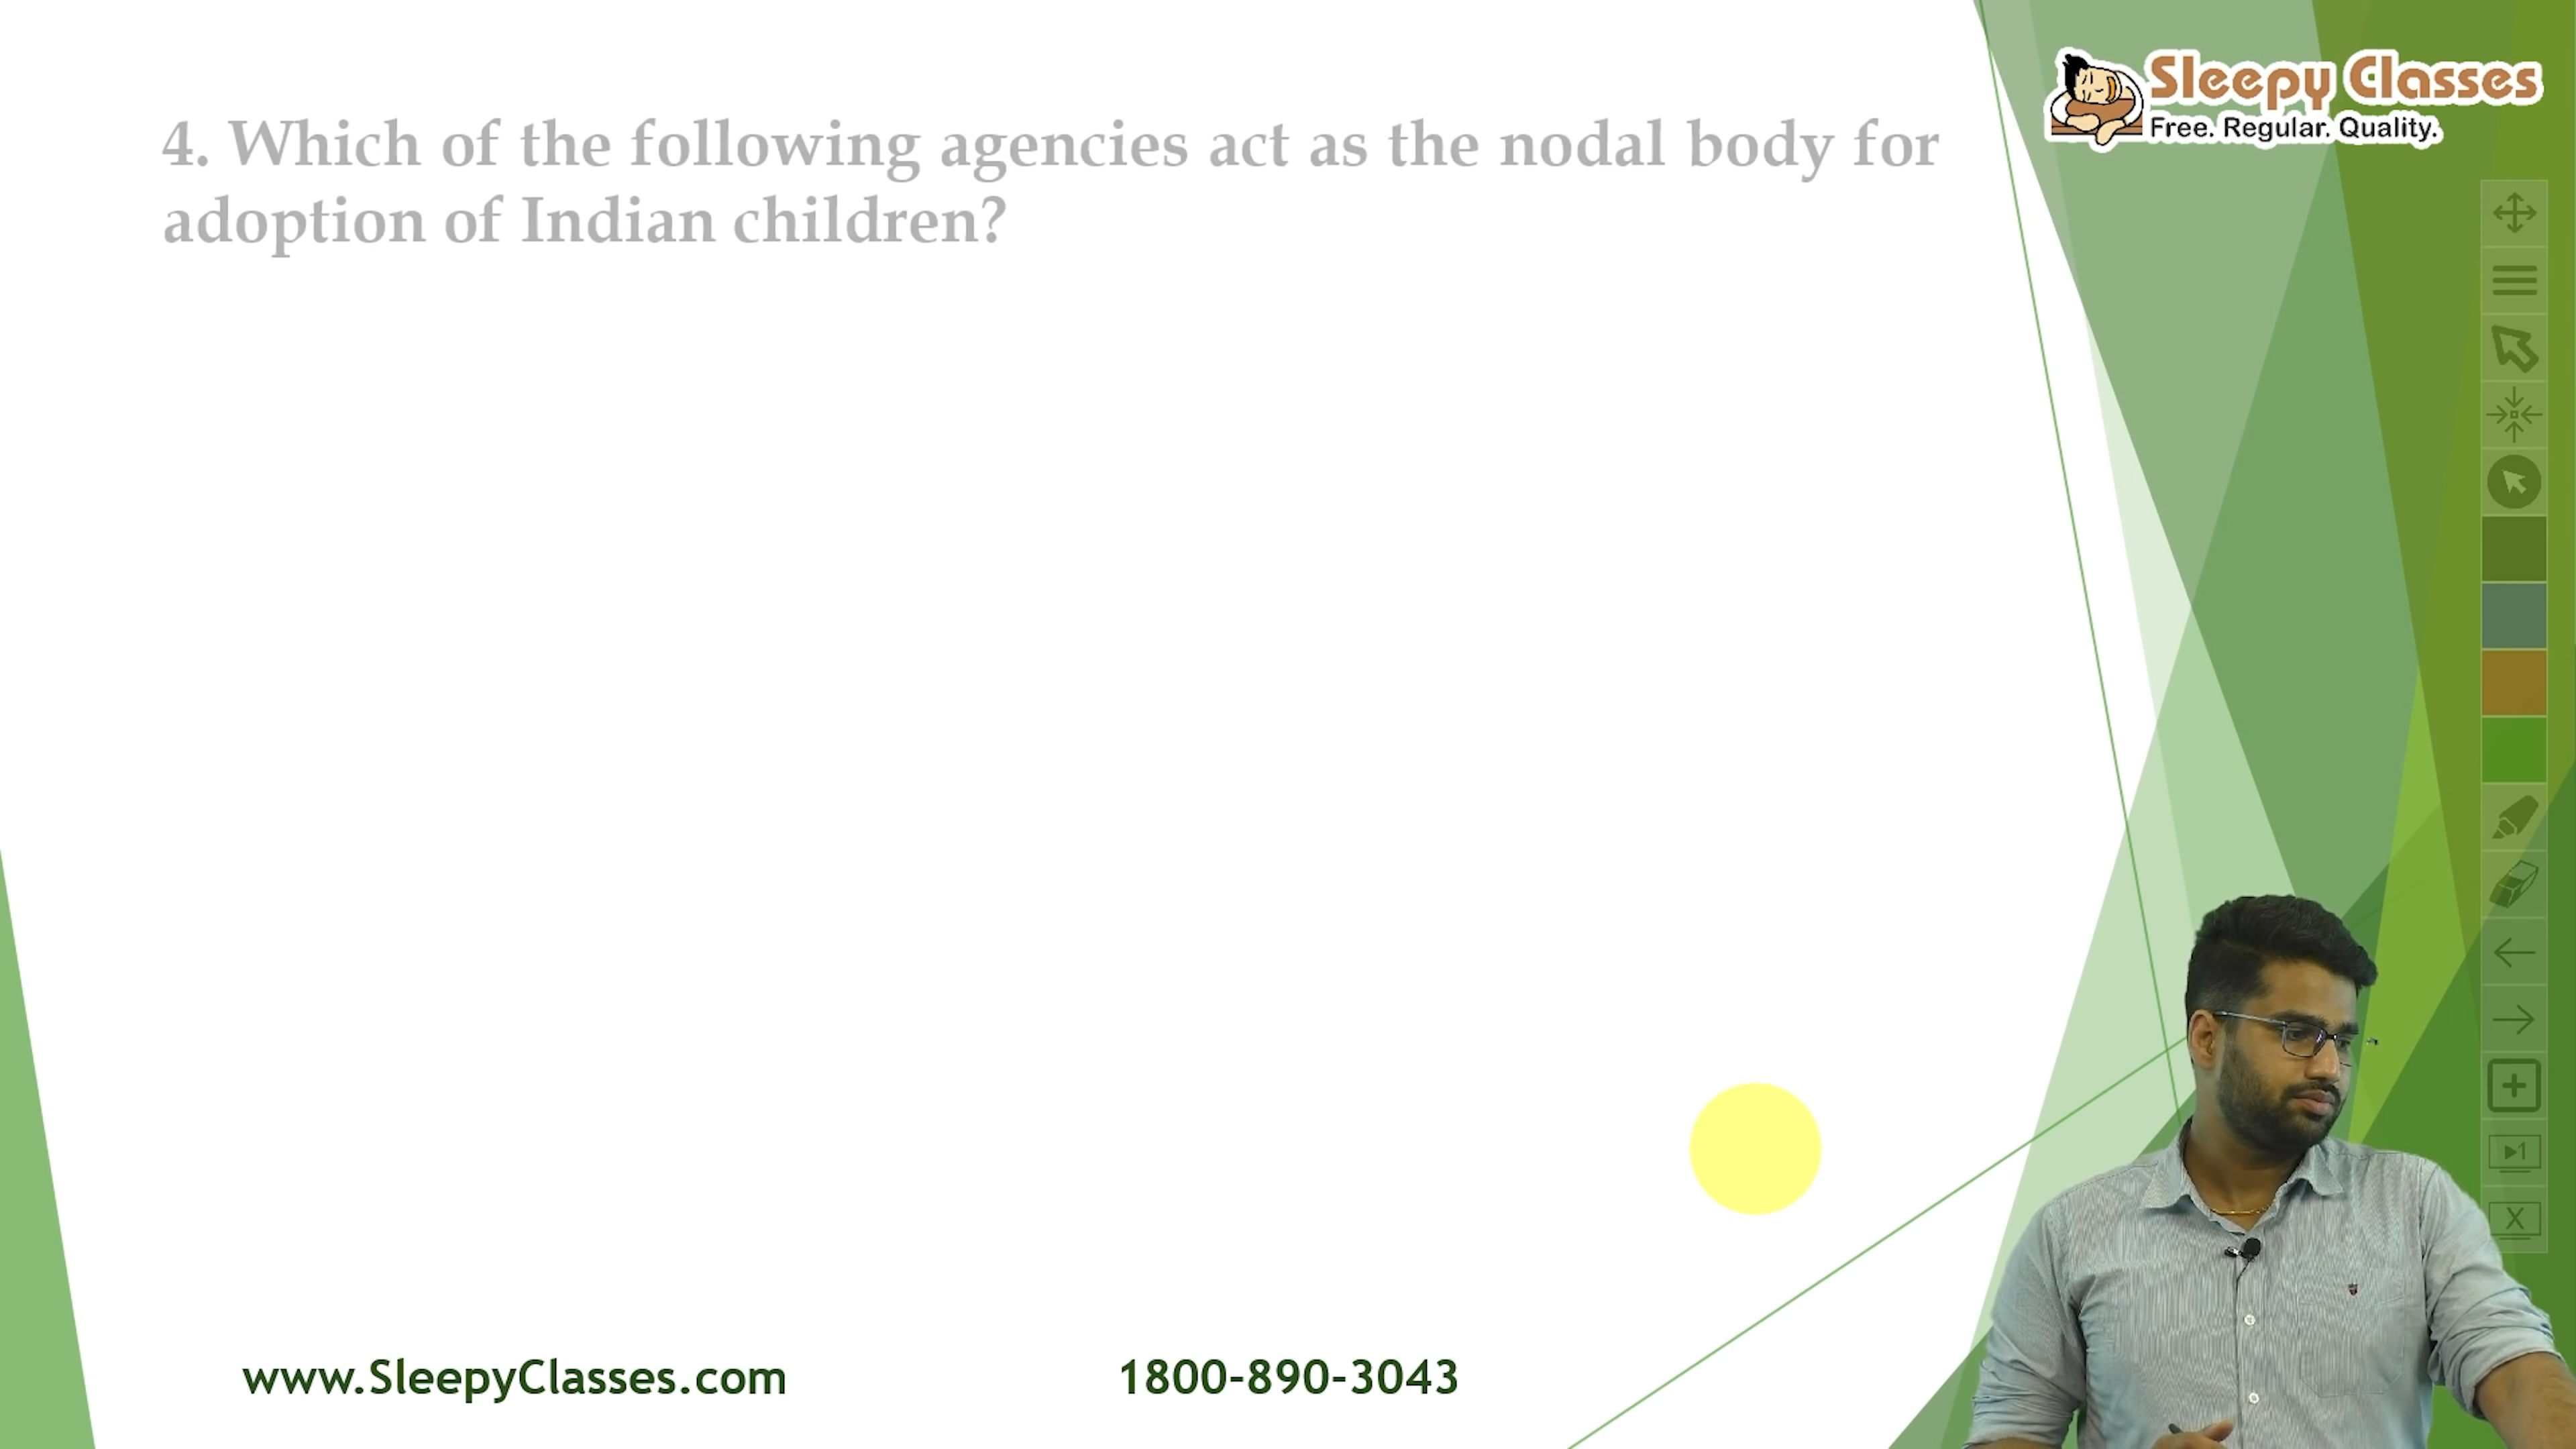 Sleepy Classes
Free. Regular. Quality.
4. Which of the following agencies act as the nodal body for
adoption of Indian children?
1
X
www.SleepyClasses.com
1800-890-3043